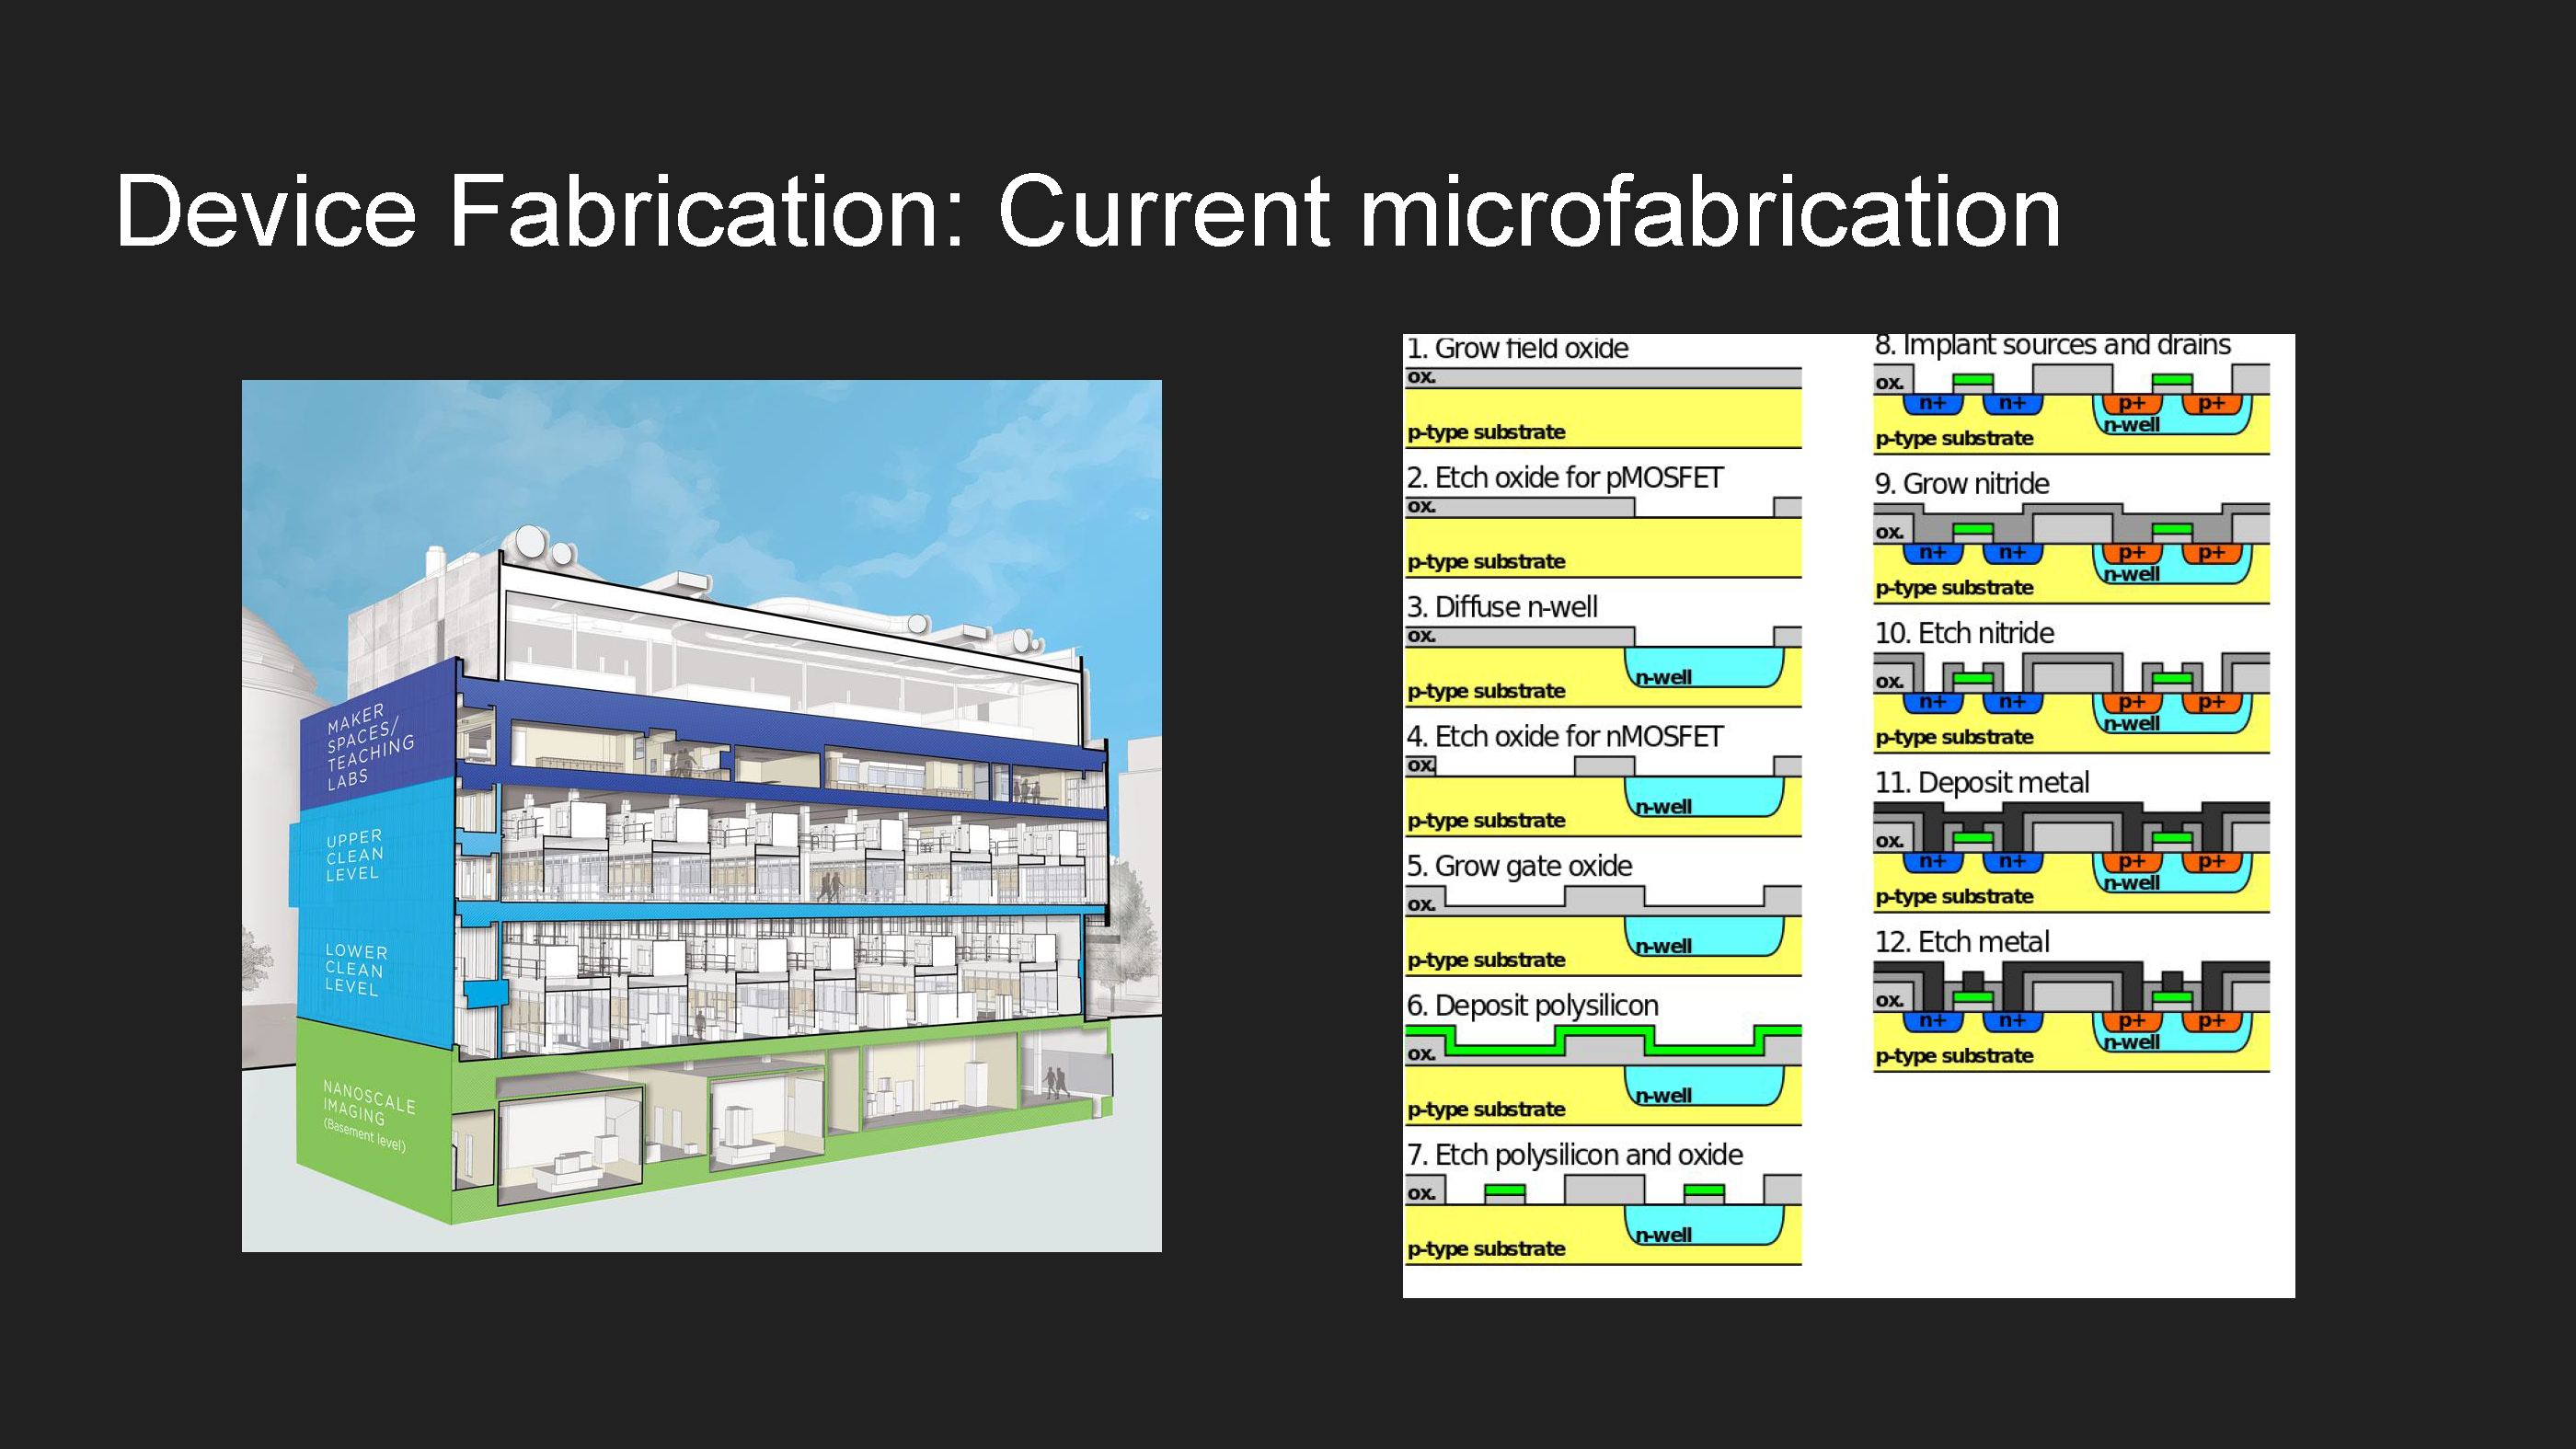 Device Fabrication: Current microfabrication
MAKER
SPACES/
TEACHING
LABS
UPPER
CLEAN
LEVEL
LOWER
CLEAN
LEVEL
NANOSCALE
IMAGING
(Basement level)
1. Grow field oxide
ox.
p-type substrate
2. Etch oxide for pMOSFET
ox.
p-type substrate
3. Diffuse n-well
ox.
n-well
p-type substrate
4. Etch oxide for nMOSFET
ox.
n-well
p-type substrate
5. Grow gate oxide
ox.
n-well
p-type substrate
6. Deposit polysilicon
ox.
n-well
p-type substrate
7. Etch polysilicon and oxide
ox.
n-well
p-type substrate
8. Implant sources and drains
ox.
n+ n+ p+ p+
n-well
p-type substrate
9. Grow nitride
ox.
n+ n+ p+ p+
n-well
p-type substrate
10. Etch nitride
ox.
n+ n+ p+ p+
n-well
p-type substrate
11. Deposit metal
ox.
n+ n+ p+ p+
n-well
p-type substrate
12. Etch metal
ox.
n+ n+ p+ p+
n-well
p-type substrate